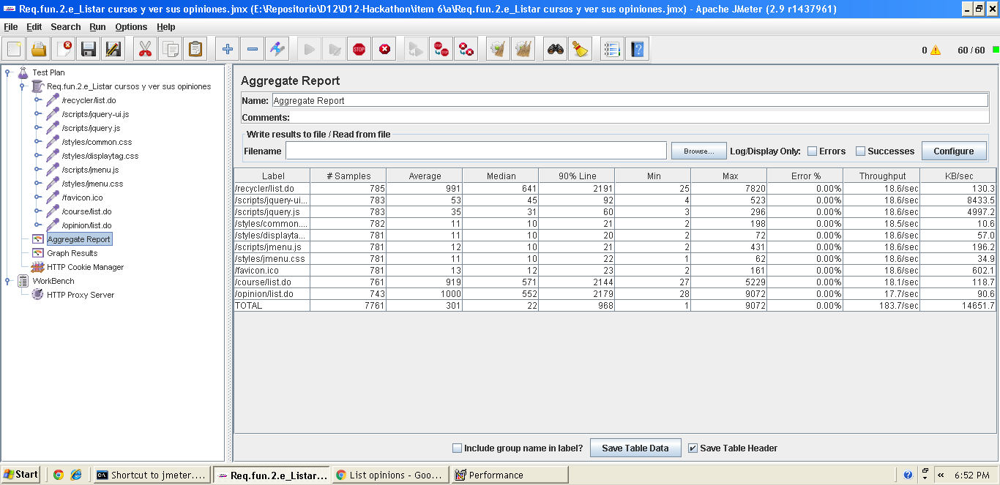 Req.fun.2.e_Listar cursos y ver sus opiniones.jmx (E:\Repositorio\D12\D12-Hackathon\item 6\a\Req.fun.2.e_Listar cursos y ver sus opiniones.jmx) - Apache JMeter (2.9 r1437961)
File Edit Search Run Options Help
STOP 0 60 / 60
Test Plan
Req.fun.2.e_Listar cursos y ver sus opiniones
/recycler/list.do
/scripts/jquery-ui.js
/scripts/jquery.js
/styles/common.css
/styles/displaytag.css
/scripts/jmenu.js
/styles/jmenu.css
/favicon.ico
/course/list.do
/opinion/list.do
Aggregate Report
Graph Results
HTTP Cookie Manager
WorkBench
HTTP Proxy Server
Aggregate Report
Name: Aggregate Report
Comments:
Write results to file / Read from file
Filename Browse... Log/Display Only: Errors Successes Configure
Label # Samples Average Median 90% Line Min Max Error % Throughput KB/sec
/recycler/list.do 785 991 641 2191 25 7820 0.00% 18.6/sec 130.3
/scripts/jquery-ui... 783 53 45 92 4 523 0.00% 18.6/sec 8433.5
/scripts/jquery.js 783 35 31 60 3 296 0.00% 18.6/sec 4997.2
/styles/common.... 782 11 10 21 2 198 0.00% 18.5/sec 10.6
/styles/displayta... 781 11 10 20 2 72 0.00% 18.6/sec 57.0
/scripts/jmenu.js 781 12 10 21 2 431 0.00% 18.6/sec 196.2
/styles/jmenu.css 781 11 10 22 1 62 0.00% 18.6/sec 34.9
/favicon.ico 781 13 12 23 2 161 0.00% 18.6/sec 602.1
/course/list.do 761 919 571 2144 27 5229 0.00% 18.1/sec 118.7
/opinion/list.do 743 1000 552 2179 28 9072 0.00% 17.7/sec 90.6
TOTAL 7761 301 22 968 1 9072 0.00% 183.7/sec 14651.7
Include group name in label? Save Table Data Save Table Header
Start Shortcut to jmeter.... Req.fun.2.e_Listar... List opinions - Goo... Performance « 6:52 PM